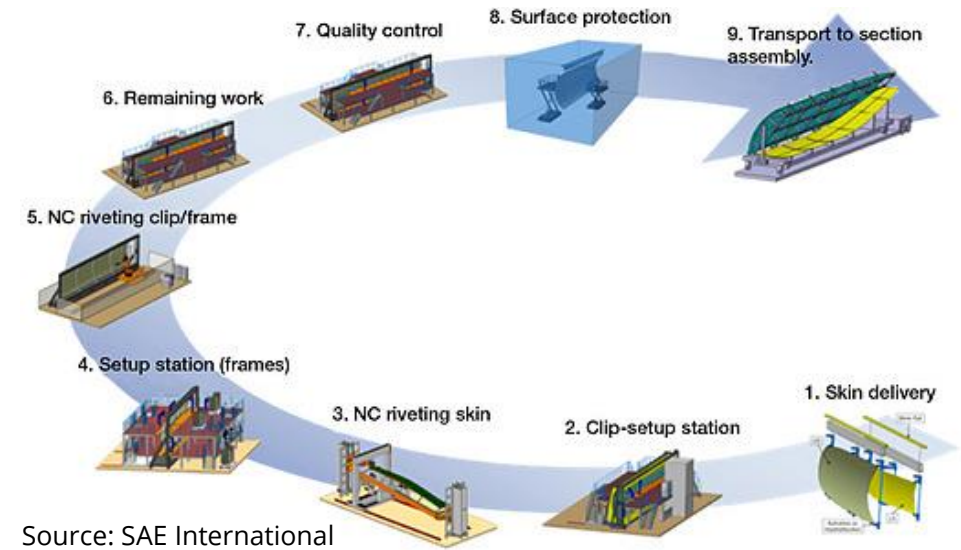 8. Surface protection
7. Quality control
9. Transport to section
assembly.
6. Remaining work
5. NC riveting clip/frame
4. Setup station (frames)
1. Skin delivery
3. NC riveting skin
2. Clip-setup station
Source: SAE International